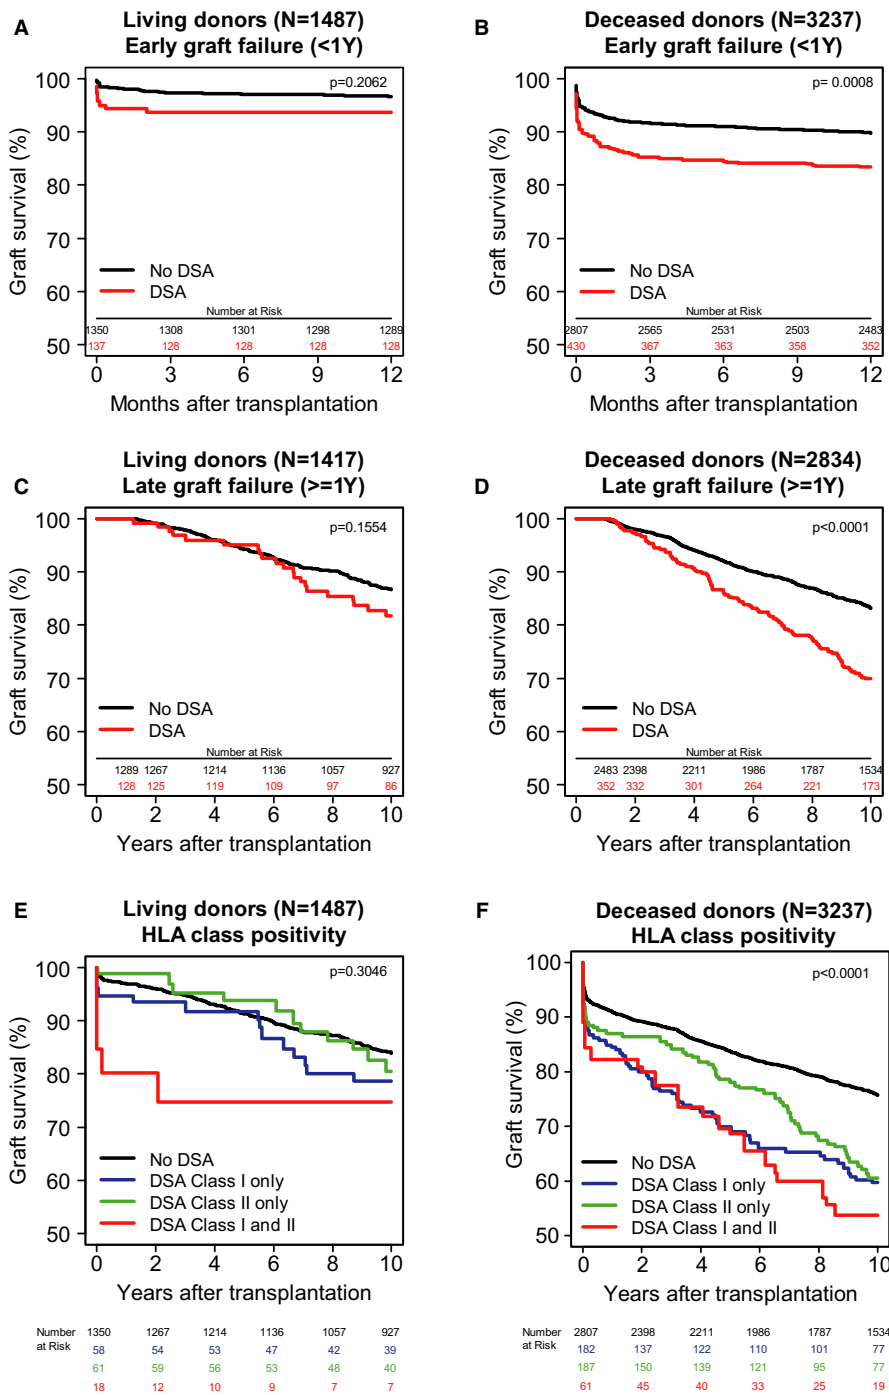 A
Living donors (N=1487)
Early graft failure (<1Y)
Graft survival (%)
100
90
80
70
60
50
p=0.2062
No DSA
DSA
Number at Risk
1350 1308 1301 1298 1289
137 128 128 128 128
0 3 6 9 12
Months after transplantation
B
Deceased donors (N=3237)
Early graft failure (<1Y)
Graft survival (%)
100
90
80
70
60
50
p= 0.0008
No DSA
DSA
Number at Risk
2807 2565 2531 2503 2483
430 367 363 358 352
0 3 6 9 12
Months after transplantation
C
Living donors (N=1417)
Late graft failure (>=1Y)
Graft survival (%)
100
90
80
70
60
50
p=0.1554
No DSA
DSA
Number at Risk
1289 1267 1214 1136 1057 927
128 125 119 109 97 86
0 2 4 6 8 10
Years after transplantation
D
Deceased donors (N=2834)
Late graft failure (>=1Y)
Graft survival (%)
100
90
80
70
60
50
p<0.0001
No DSA
DSA
Number at Risk
2483 2398 2211 1986 1787 1534
352 332 301 264 221 173
0 2 4 6 8 10
Years after transplantation
E
Living donors (N=1487)
HLA class positivity
Graft survival (%)
100
90
80
70
60
50
p=0.3046
No DSA
DSA Class I only
DSA Class II only
DSA Class I and II
0 2 4 6 8 10
Years after transplantation
Number at Risk
1350 1267 1214 1136 1057 927
58 54 53 47 42 39
61 59 56 53 48 40
18 12 10 9 7 7
F
Deceased donors (N=3237)
HLA class positivity
Graft survival (%)
100
90
80
70
60
50
p<0.0001
No DSA
DSA Class I only
DSA Class II only
DSA Class I and II
0 2 4 6 8 10
Years after transplantation
Number at Risk
2807 2398 2211 1986 1787 1534
182 137 122 110 101 77
187 150 139 121 95 77
61 45 40 33 25 19